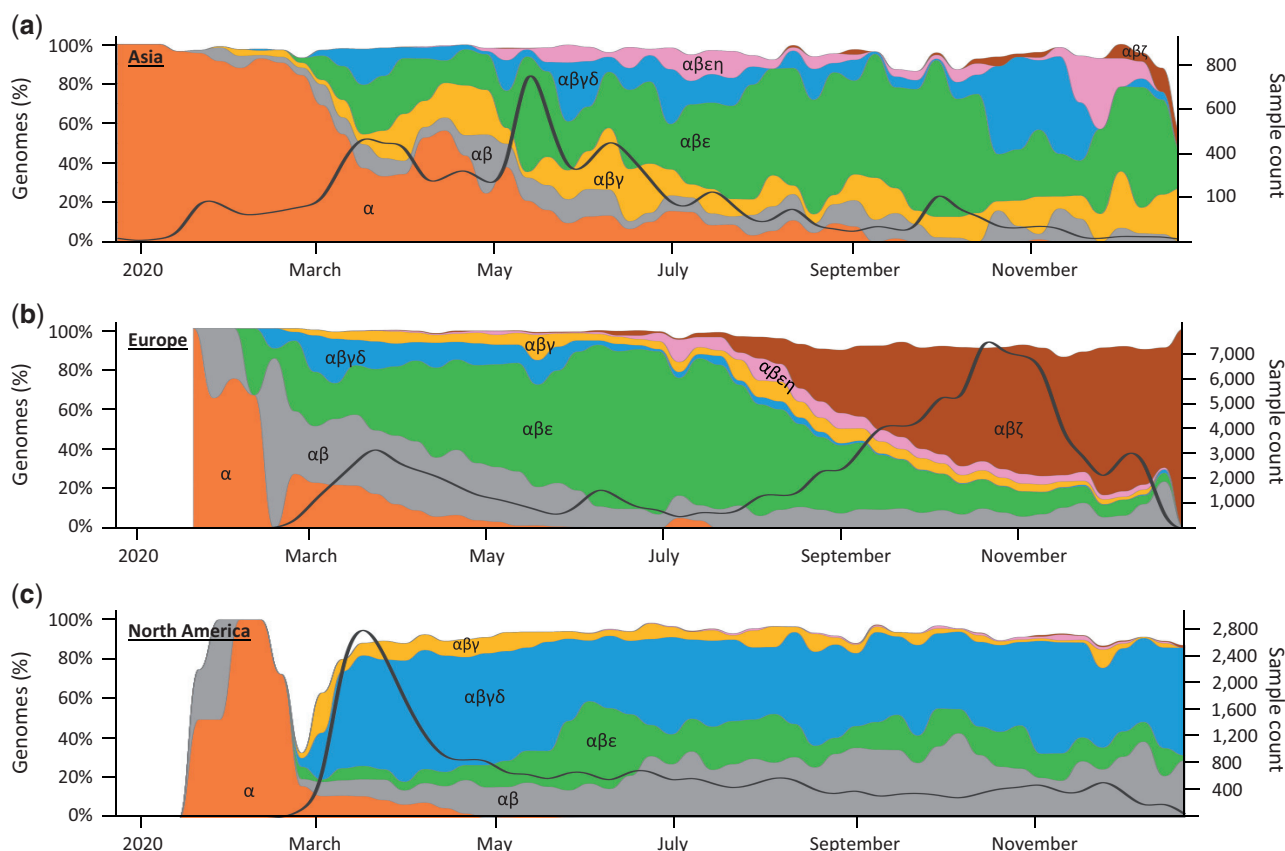 (a)
Asia
Genomes (%)
100%
80%
60%
40%
20%
0%
α
αβ
αβγ
αβγδ
αβε
αβεη
αβζ
800
600
400
100
Sample count
2020 March May July September November
(b)
Europe
Genomes (%)
100%
80%
60%
40%
20%
0%
α
αβ
αβγδ
αβγ
αβε
αβεη
αβζ
7,000
6,000
5,000
4,000
3,000
2,000
1,000
Sample count
2020 March May July September November
(c)
North America
Genomes (%)
100%
80%
60%
40%
20%
0%
α
αβγ
αβγδ
αβε
αβ
2,800
2,400
2,000
1,600
1,200
800
400
Sample count
2020 March May July September November